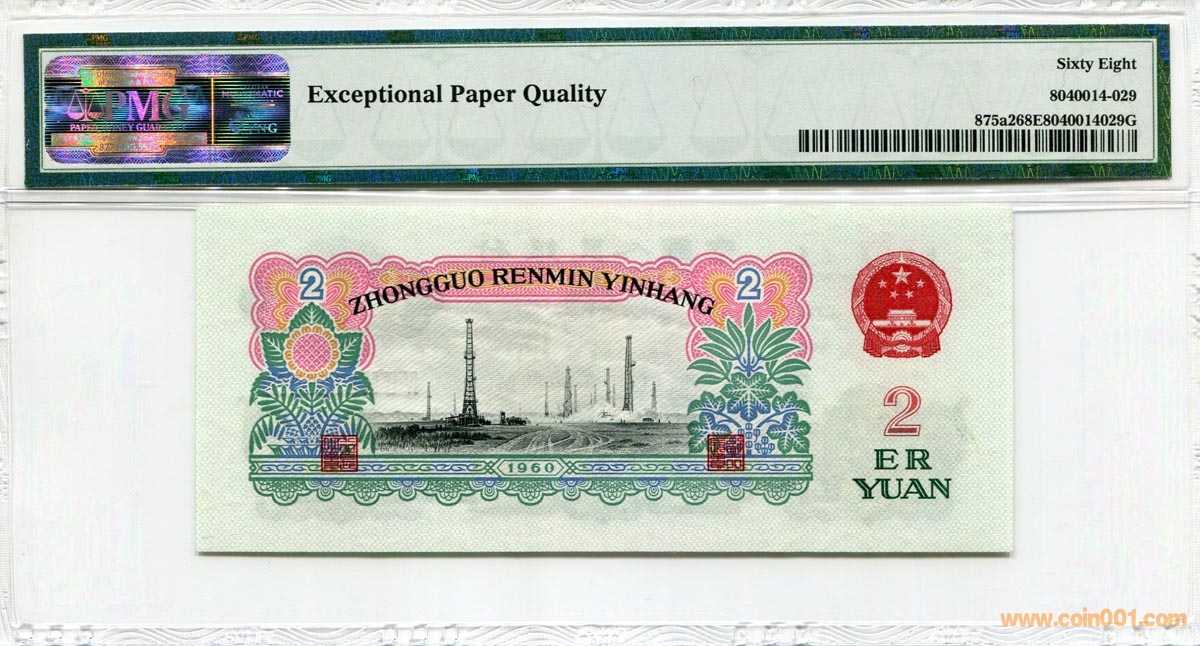 Exceptional Paper Quality
Sixty Eight
8040014-029
875a268E8040014029G
PMG
ZHONGGUO RENMIN YINHANG
2
2
1960
2
ER
YUAN
www.coin001.com